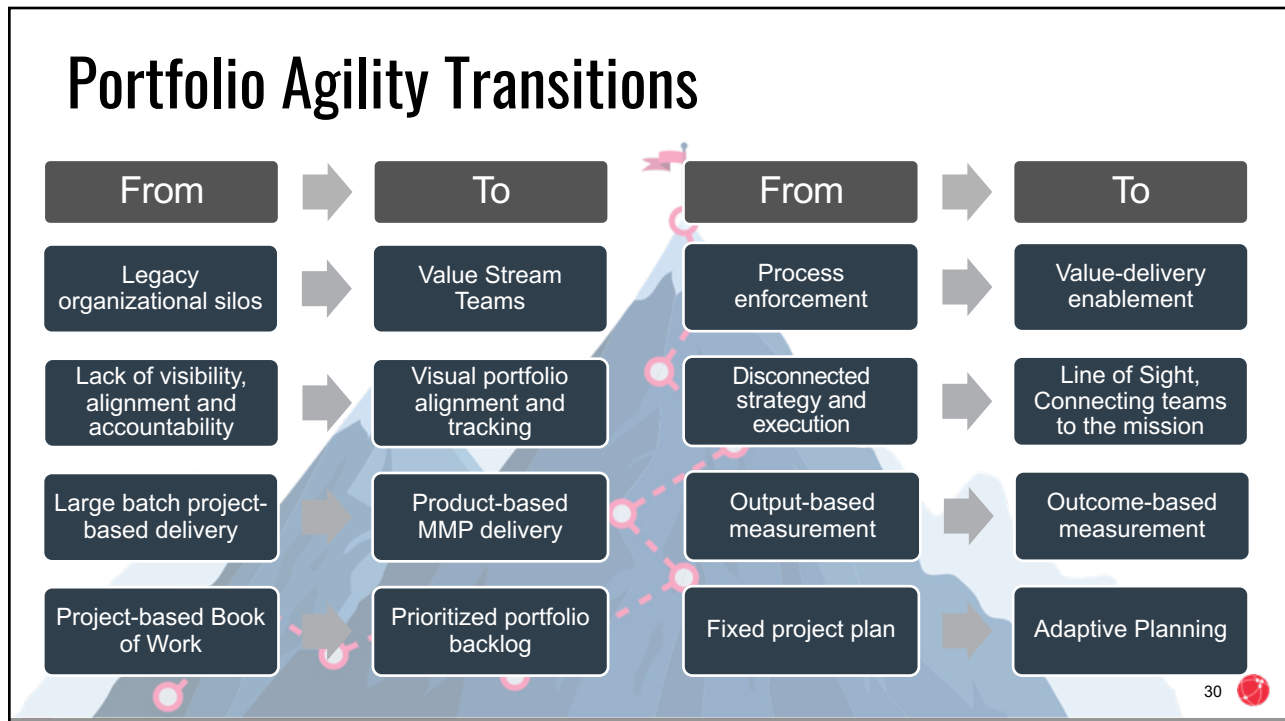 Portfolio Agility Transitions
From
To
From
To
Legacy
organizational silos
Value Stream
Teams
Process
enforcement
Value-delivery
enablement
Lack of visibility,
alignment and
accountability
Visual portfolio
alignment and
tracking
Disconnected
strategy and
execution
Line of Sight,
Connecting teams
to the mission
Large batch project-
based delivery
Product-based
MMP delivery
Output-based
measurement
Outcome-based
measurement
Project-based Book
of Work
Prioritized portfolio
backlog
Fixed project plan
Adaptive Planning
30